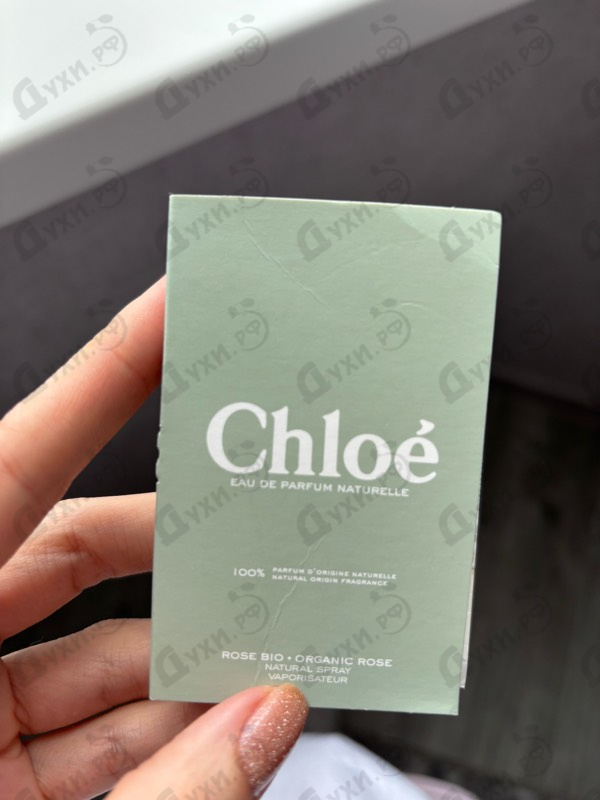 Chloé
EAU DE PARFUM NATURELLE
100% PARFUM D'ORIGINE NATURELLE
NATURAL ORIGIN FRAGRANCE
ROSE BIO • ORGANIC ROSE
NATURAL SPRAY
VAPORISATEUR
Духи.рф